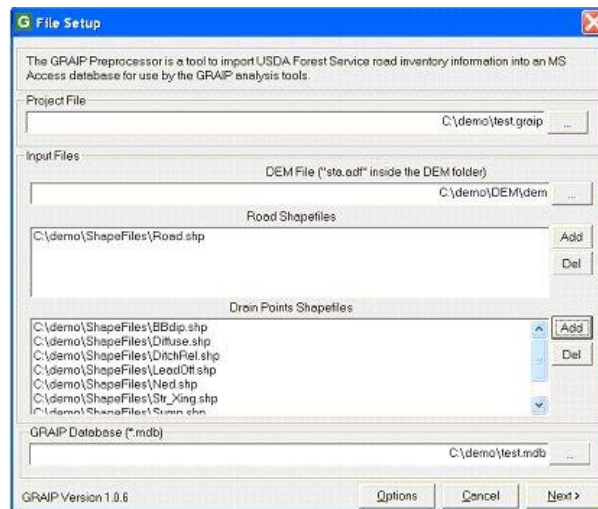 G File Setup
The GRAIP Preprocessor is a tool to import USDA Forest Service road inventory information into an MS
Access database for use by the GRAIP analysis tools.
Project File
C:\demo\test.graip ...
Input Files
DEM File ("sta.adf" inside the DEM folder)
C:\demo\DEM\dem ...
Road Shapefiles
C:\demo\ShapeFiles\Road.shp
Add
Del
Drain Points Shapefiles
C:\demo\ShapeFiles\BBdip.shp
C:\demo\ShapeFiles\Diffuse.shp
C:\demo\ShapeFiles\DitchRel.shp
C:\demo\ShapeFiles\LeadOff.shp
C:\demo\ShapeFiles\Ned.shp
C:\demo\ShapeFiles\Str_Xing.shp
C:\demo\ShapeFiles\Sump.shp
Add
Del
GRAIP Database (*.mdb)
C:\demo\test.mdb ...
GRAIP Version 1.0.6
Options
Cancel
Next >